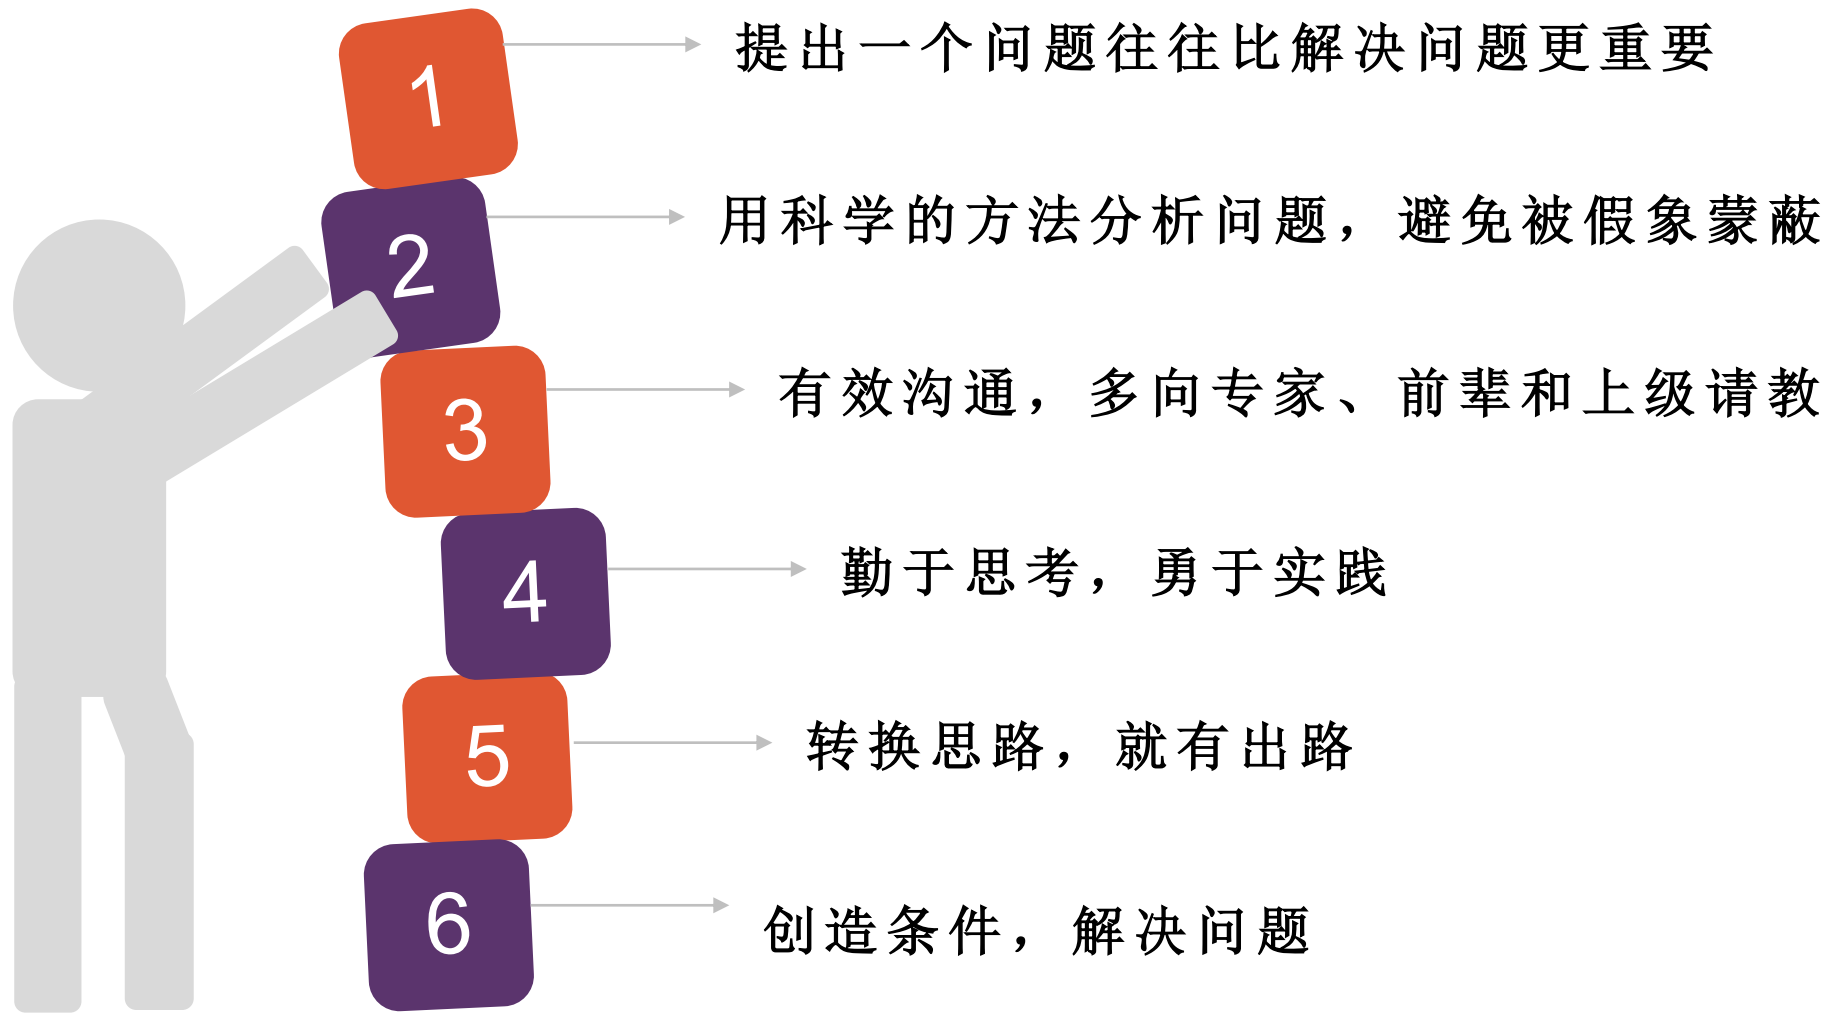 1
提出一个问题往往比解决问题更重要
2
用科学的方法分析问题，避免被假象蒙蔽
3
有效沟通，多向专家、前辈和上级请教
4
勤于思考，勇于实践
5
转换思路，就有出路
6
创造条件，解决问题